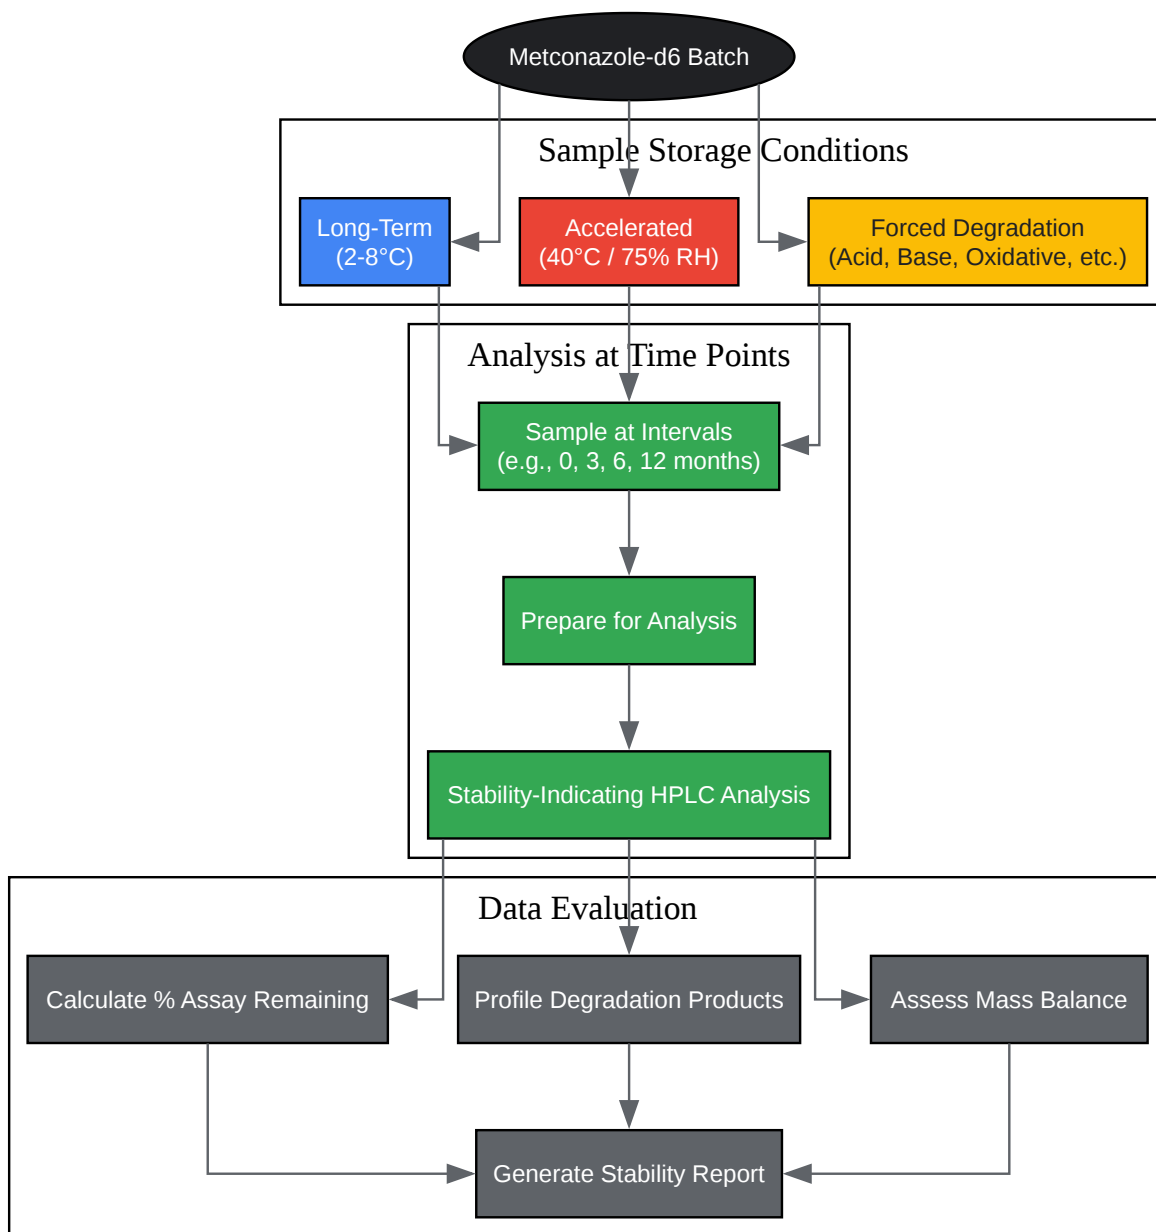 Metconazole-d6 Batch
Sample Storage Conditions
Long-Term
(2-8°C)
Accelerated
(40°C / 75% RH)
Forced Degradation
(Acid, Base, Oxidative, etc.)
Analysis at Time Points
Sample at Intervals
(e.g., 0, 3, 6, 12 months)
Prepare for Analysis
Stability-Indicating HPLC Analysis
Data Evaluation
Calculate % Assay Remaining
Profile Degradation Products
Assess Mass Balance
Generate Stability Report